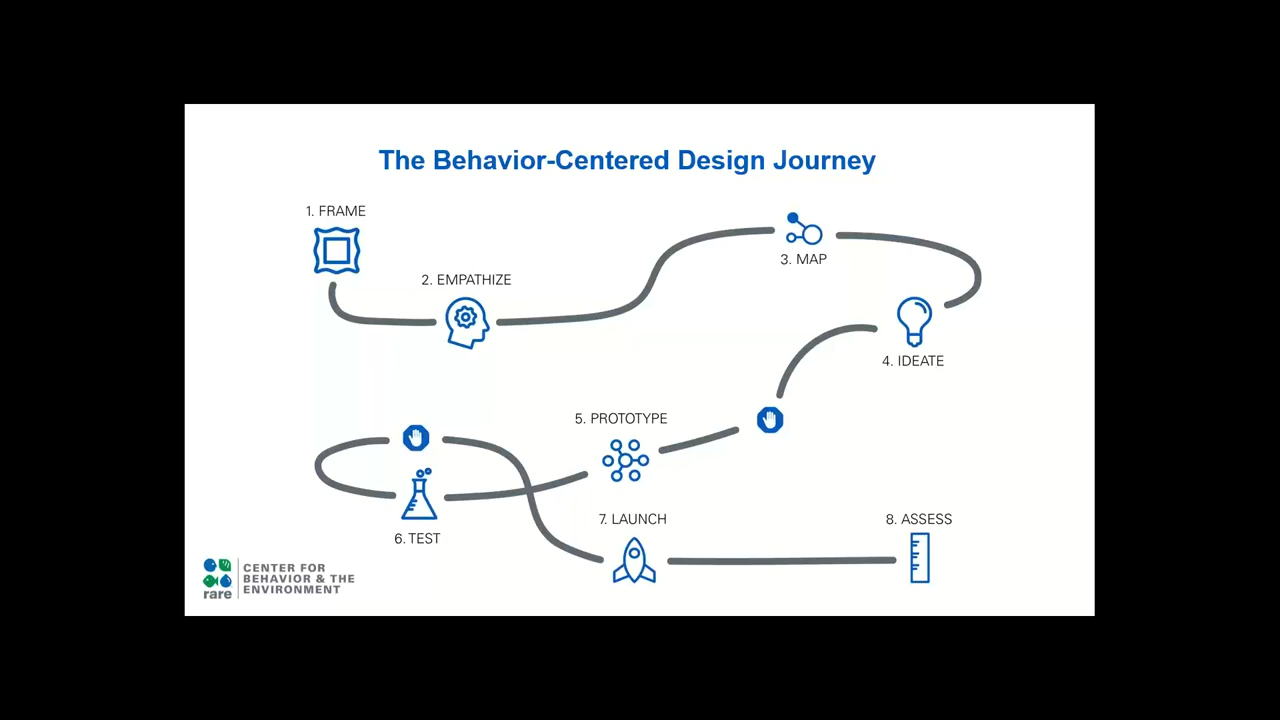 The Behavior-Centered Design Journey
1. FRAME
2. EMPATHIZE
3. MAP
4. IDEATE
5. PROTOTYPE
6. TEST
7. LAUNCH
8. ASSESS
rare
CENTER FOR
BEHAVIOR & THE
ENVIRONMENT